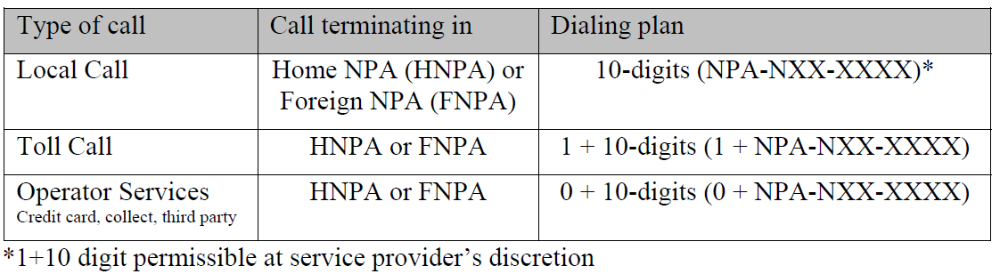 Type of call Call terminating in Dialing plan
Local Call Home NPA (HNPA) or 10-digits (NPA-NXX-XXXX)*
Foreign NPA (FNPA)
Toll Call HNPA or FNPA 1 + 10-digits (1 + NPA-NXX-XXXX)
Operator Services HNPA or FNPA 0 + 10-digits (0 + NPA-NXX-XXXX)
Credit card, collect, third party
*1+10 digit permissible at service provider’s discretion